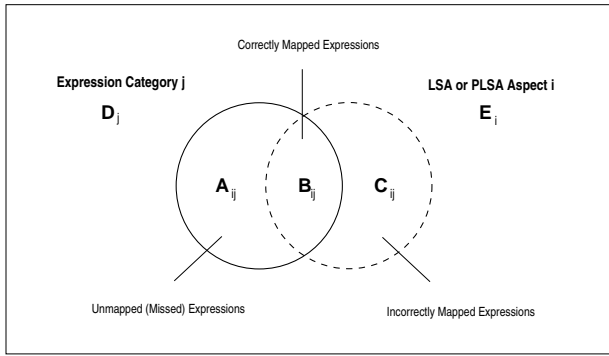 Correctly Mapped Expressions
Expression Category j
LSA or PLSA Aspect i
D j
E i
A ij
B ij
C ij
Unmapped (Missed) Expressions
Incorrectly Mapped Expressions